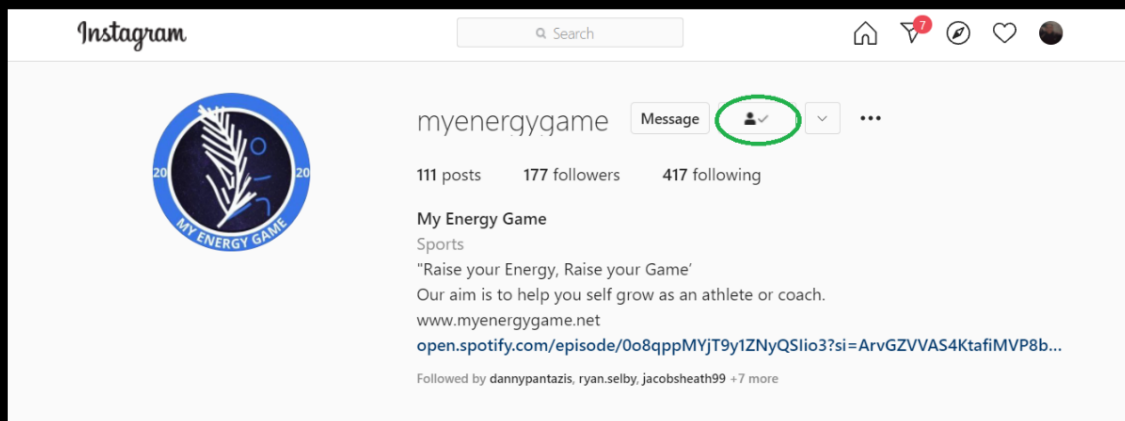 Instagram
Search
7
myenergygame Message
111 posts 177 followers 417 following
20 20
MY ENERGY GAME
My Energy Game
Sports
"Raise your Energy, Raise your Game'
Our aim is to help you self grow as an athlete or coach.
www.myenergygame.net
open.spotify.com/episode/0o8qppMYjT9y1ZNyQSIio3?si=ArvGZVVAS4KtafiMVP8b...
Followed by dannypantazis, ryan.selby, jacobsheath99 +7 more